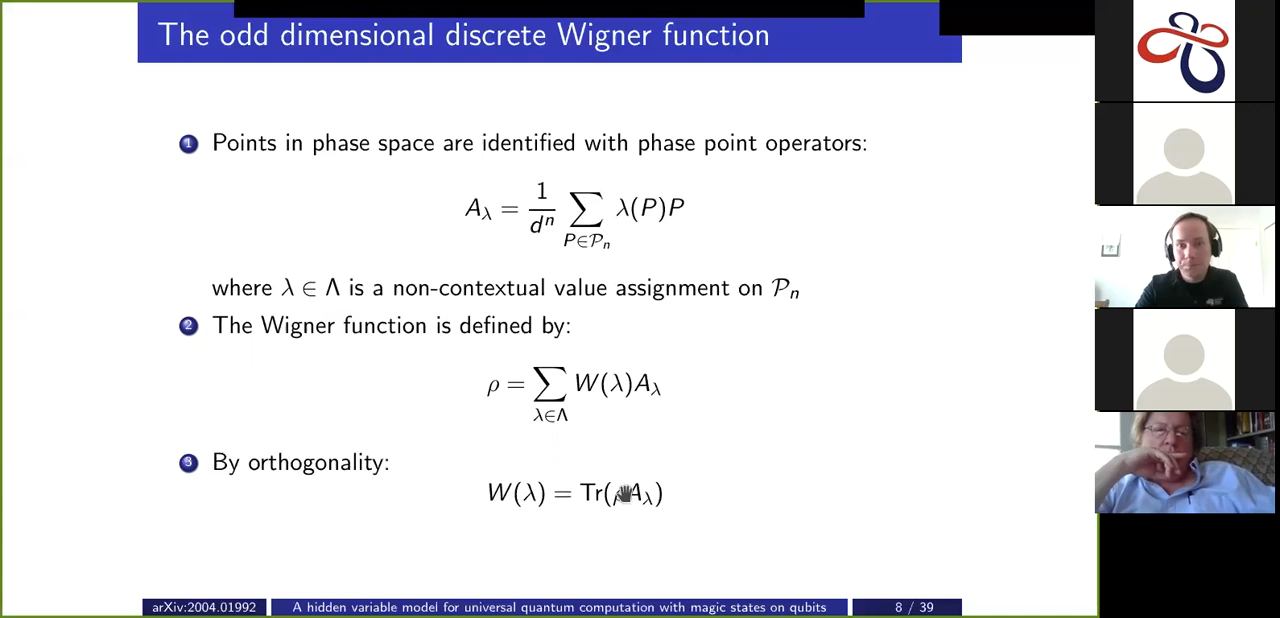 The odd dimensional discrete Wigner function
1 Points in phase space are identified with phase point operators:
A_λ = 1/d^n ∑_{P∈𝒫_n} λ(P)P
where λ ∈ Λ is a non-contextual value assignment on 𝒫_n
2 The Wigner function is defined by:
ρ = ∑_{λ∈Λ} W(λ)A_λ
3 By orthogonality:
W(λ) = Tr(ρA_λ)
arXiv:2004.01992 A hidden variable model for universal quantum computation with magic states on qubits 8 / 39